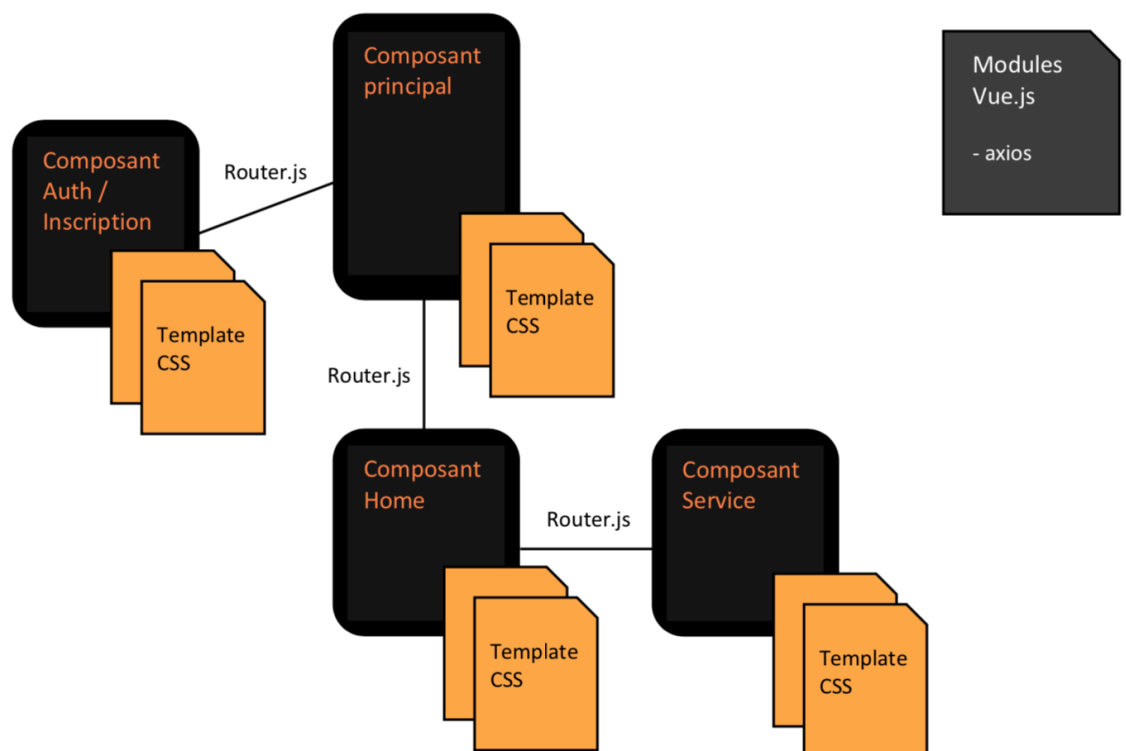 Composant
principal
Modules
Vue.js
- axios
Composant
Auth /
Inscription
Router.js
Template
CSS
Template
CSS
Router.js
Composant
Home
Router.js
Composant
Service
Template
CSS
Template
CSS